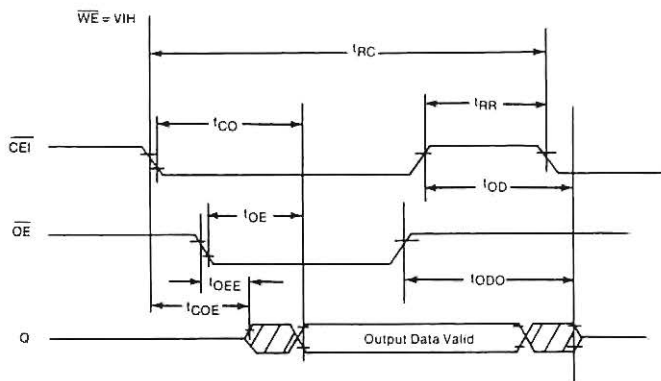 WE = VIH
tRC
tRR
tCO
CEI
tOD
tOE
OE
tOEE
tODO
tCOE
Q
Output Data Valid